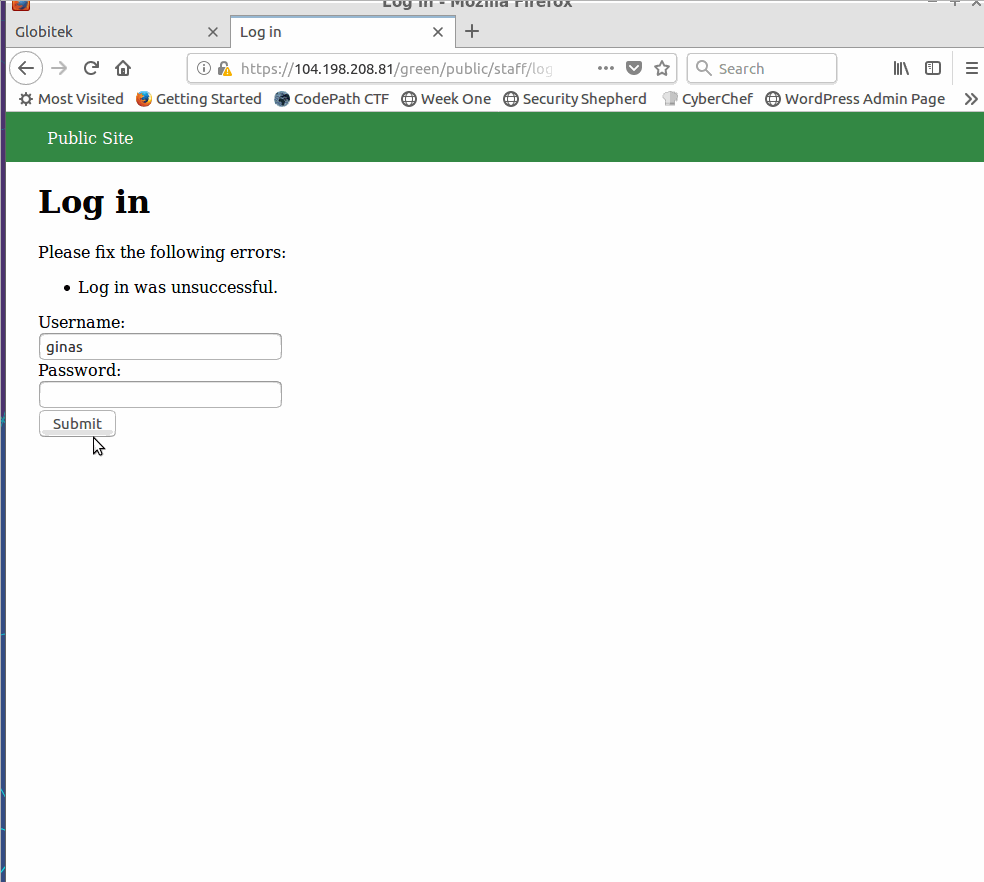 Log in - Mozilla Firefox
Globitek
Log in
https://104.198.208.81/green/public/staff/log
Search
Most Visited Getting Started CodePath CTF Week One Security Shepherd CyberChef WordPress Admin Page
Public Site
Log in
Please fix the following errors:
• Log in was unsuccessful.
Username:
ginas
Password:
Submit